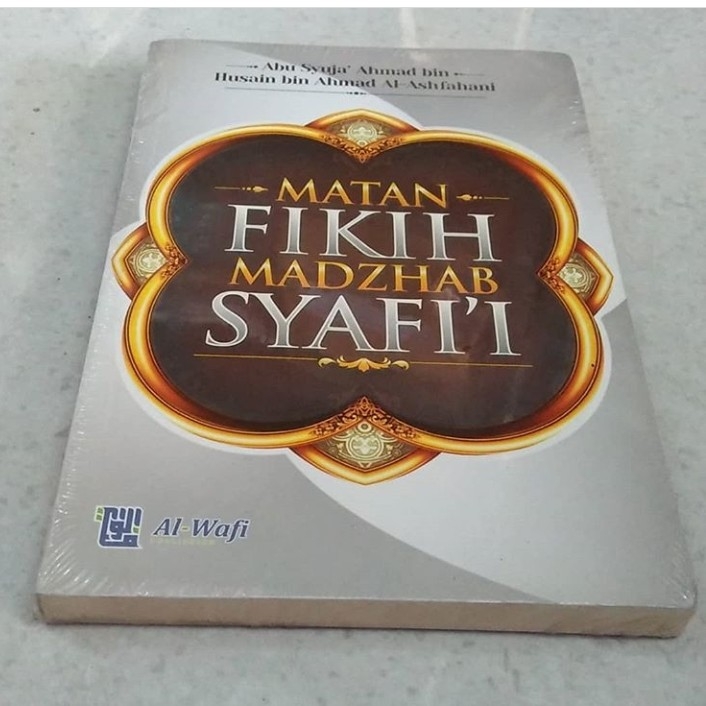 Abu Syuja' Ahmad bin
Husain bin Ahmad Al-Ashfahani
MATAN
FIKIH
MADZHAB
SYAFI'I
Al-Wafi